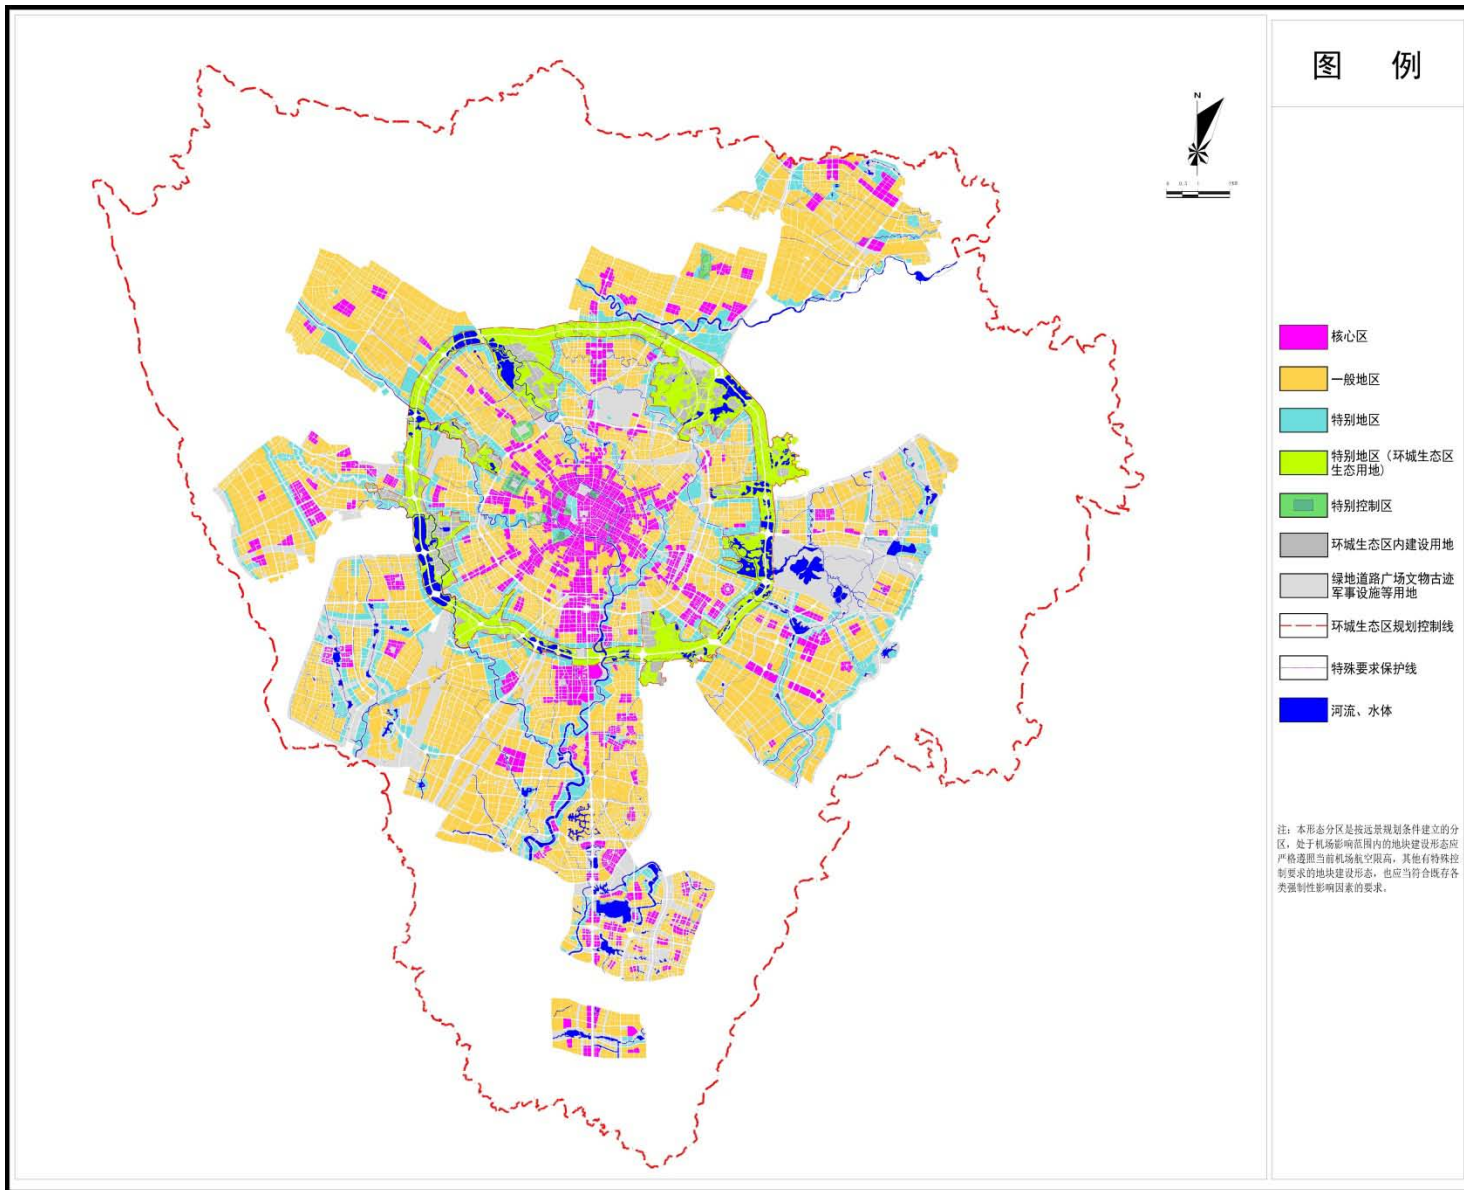 图 例
N
核心区
一般地区
特别地区
特别地区（环城生态区
生态用地)
特别控制区
环城生态区内建设用地
绿地道路广场文物古迹
军事设施等用地
环城生态区规划控制线
特殊要求保护线
河流、水体
注：本形态分区是按远景规划条件建立的分
区，处于机场影响范围内的地块建设形态应
严格遵照当前机场航空限高，其他有特殊控
制要求的地块建设形态，也应当符合既存各
类强制性影响因素的要求。